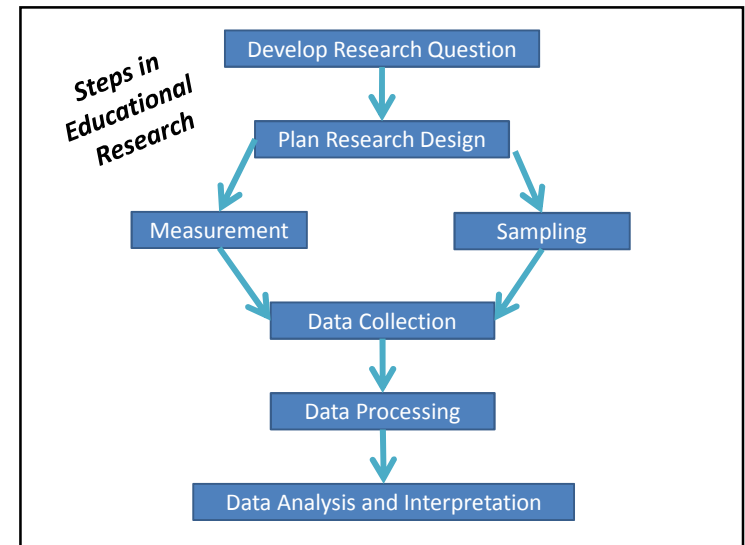 Steps in
Educational
Research
Develop Research Question
Plan Research Design
Measurement
Sampling
Data Collection
Data Processing
Data Analysis and Interpretation